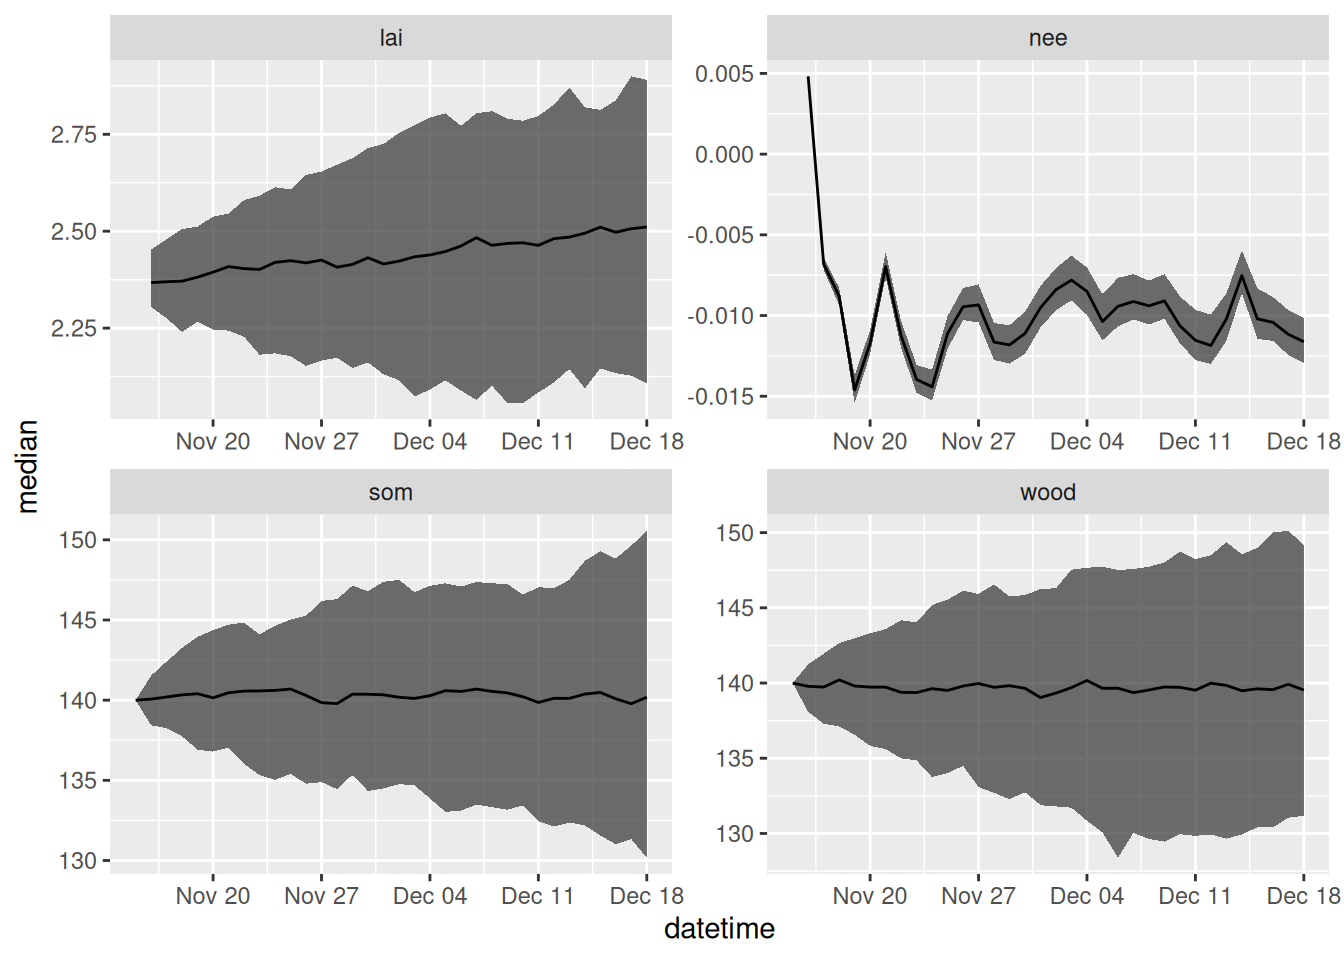 lai
nee
2.75
2.50
2.25
0.005
0.000
-0.005
-0.010
-0.015
Nov 20 Nov 27 Dec 04 Dec 11 Dec 18
Nov 20 Nov 27 Dec 04 Dec 11 Dec 18
median
som
wood
150
145
140
135
130
150
145
140
135
130
Nov 20 Nov 27 Dec 04 Dec 11 Dec 18
Nov 20 Nov 27 Dec 04 Dec 11 Dec 18
datetime